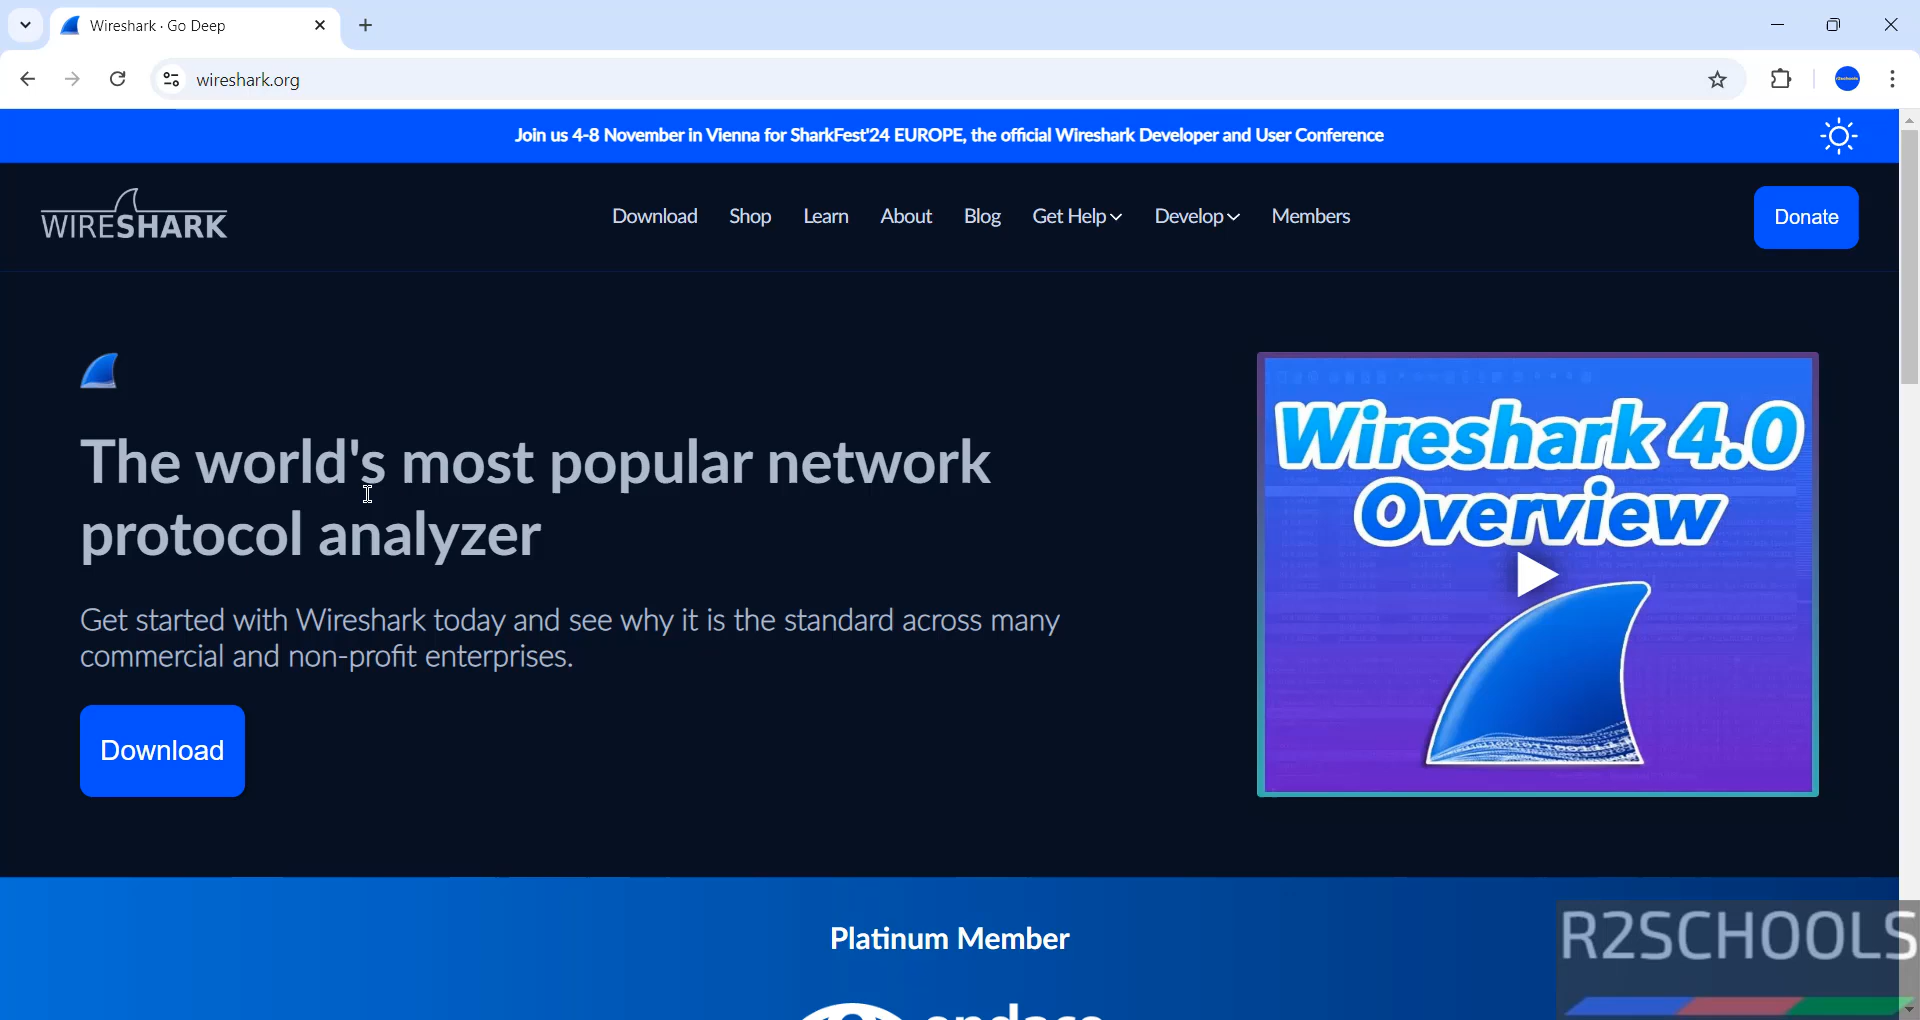 Wireshark · Go Deep
wireshark.org
Join us 4-8 November in Vienna for SharkFest'24 EUROPE, the official Wireshark Developer and User Conference
WIRESHARK
Download Shop Learn About Blog Get Help Develop Members
Donate
The world's most popular network
protocol analyzer
Get started with Wireshark today and see why it is the standard across many
commercial and non-profit enterprises.
Download
Wireshark 4.0
Overview
Platinum Member
R2SCHOOLS